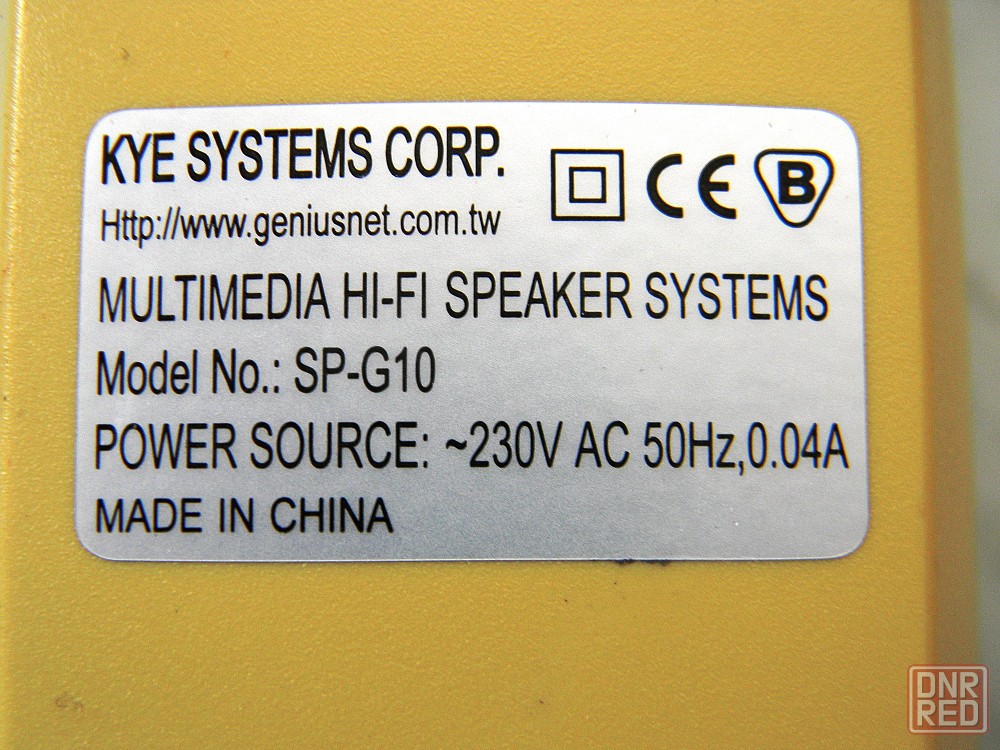 KYE SYSTEMS CORP.
Http://www.geniusnet.com.tw
CE
B
MULTIMEDIA HI-FI SPEAKER SYSTEMS
Model No.: SP-G10
POWER SOURCE: ~230V AC 50Hz,0.04A
MADE IN CHINA
DNR
RED